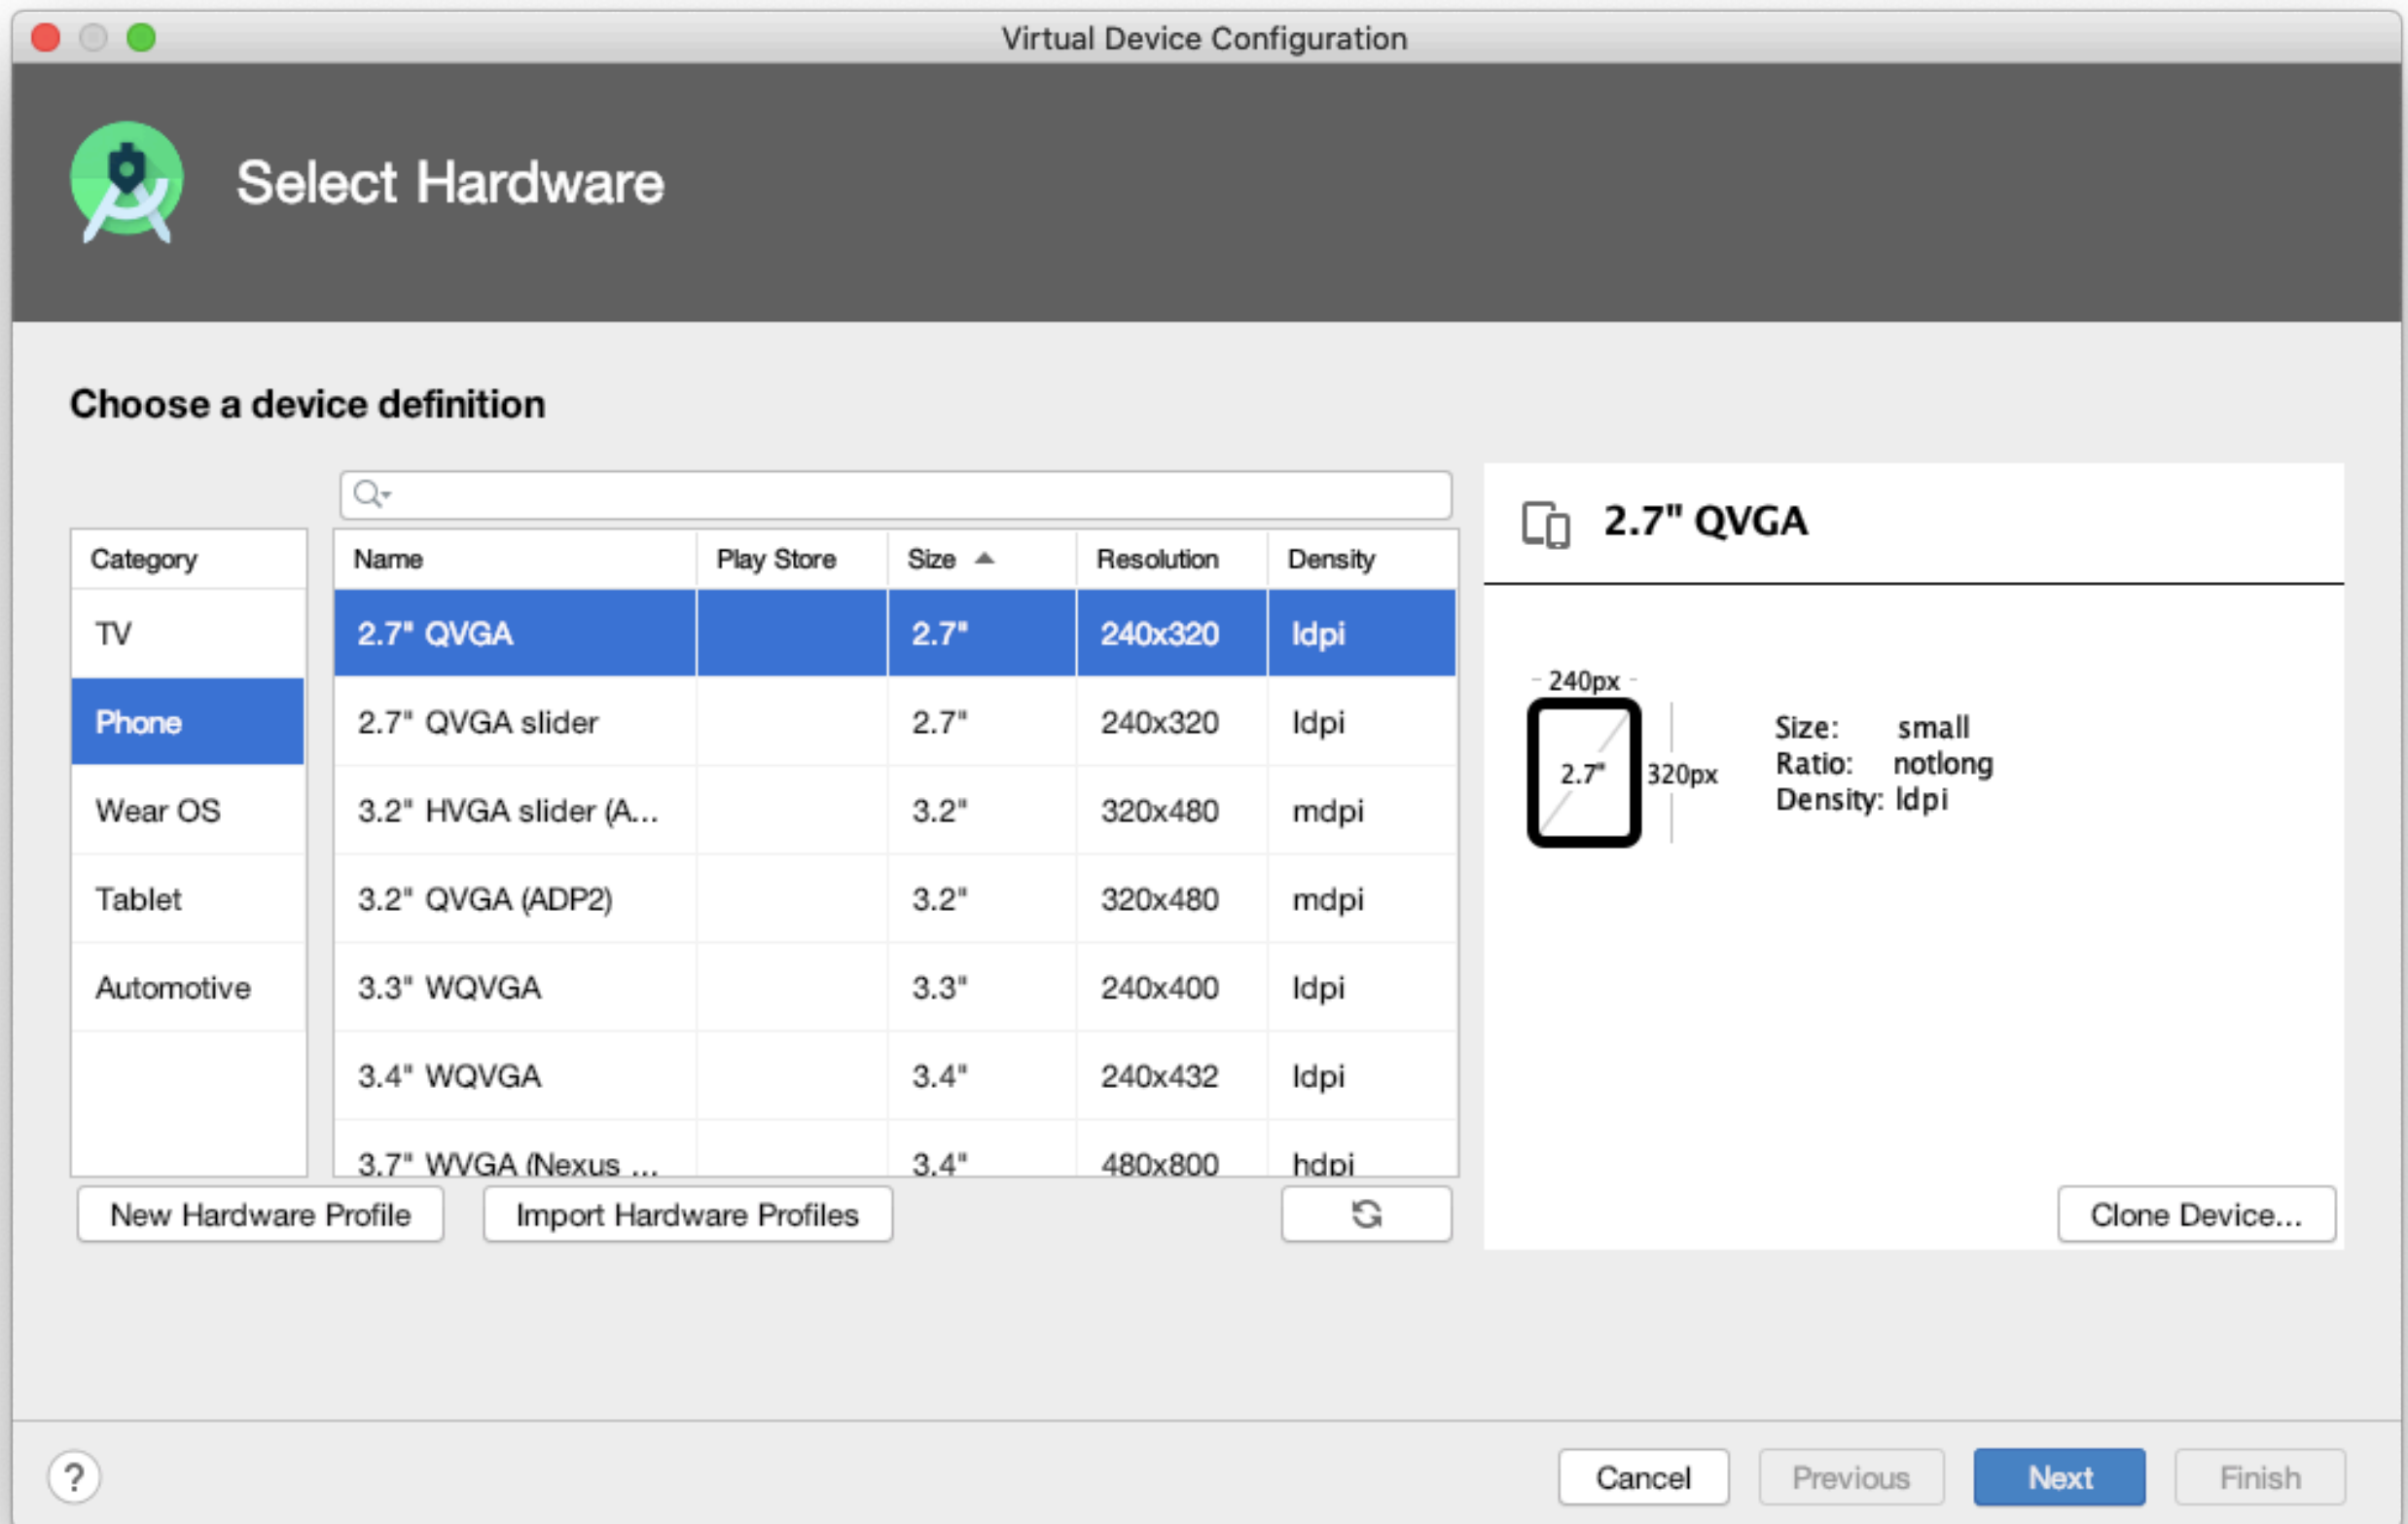 Virtual Device Configuration
Select Hardware
Choose a device definition
Category
TV
Phone
Wear OS
Tablet
Automotive
Name Play Store Size Resolution Density
2.7" QVGA 2.7" 240x320 ldpi
2.7" QVGA slider 2.7" 240x320 ldpi
3.2" HVGA slider (A... 3.2" 320x480 mdpi
3.2" QVGA (ADP2) 3.2" 320x480 mdpi
3.3" WQVGA 3.3" 240x400 ldpi
3.4" WQVGA 3.4" 240x432 ldpi
3.7" WVGA (Nexus ... 3.4" 480x800 hdpi
New Hardware Profile Import Hardware Profiles
2.7" QVGA
240px
2.7"
320px
Size: small
Ratio: notlong
Density: ldpi
Clone Device...
? Cancel Previous Next Finish